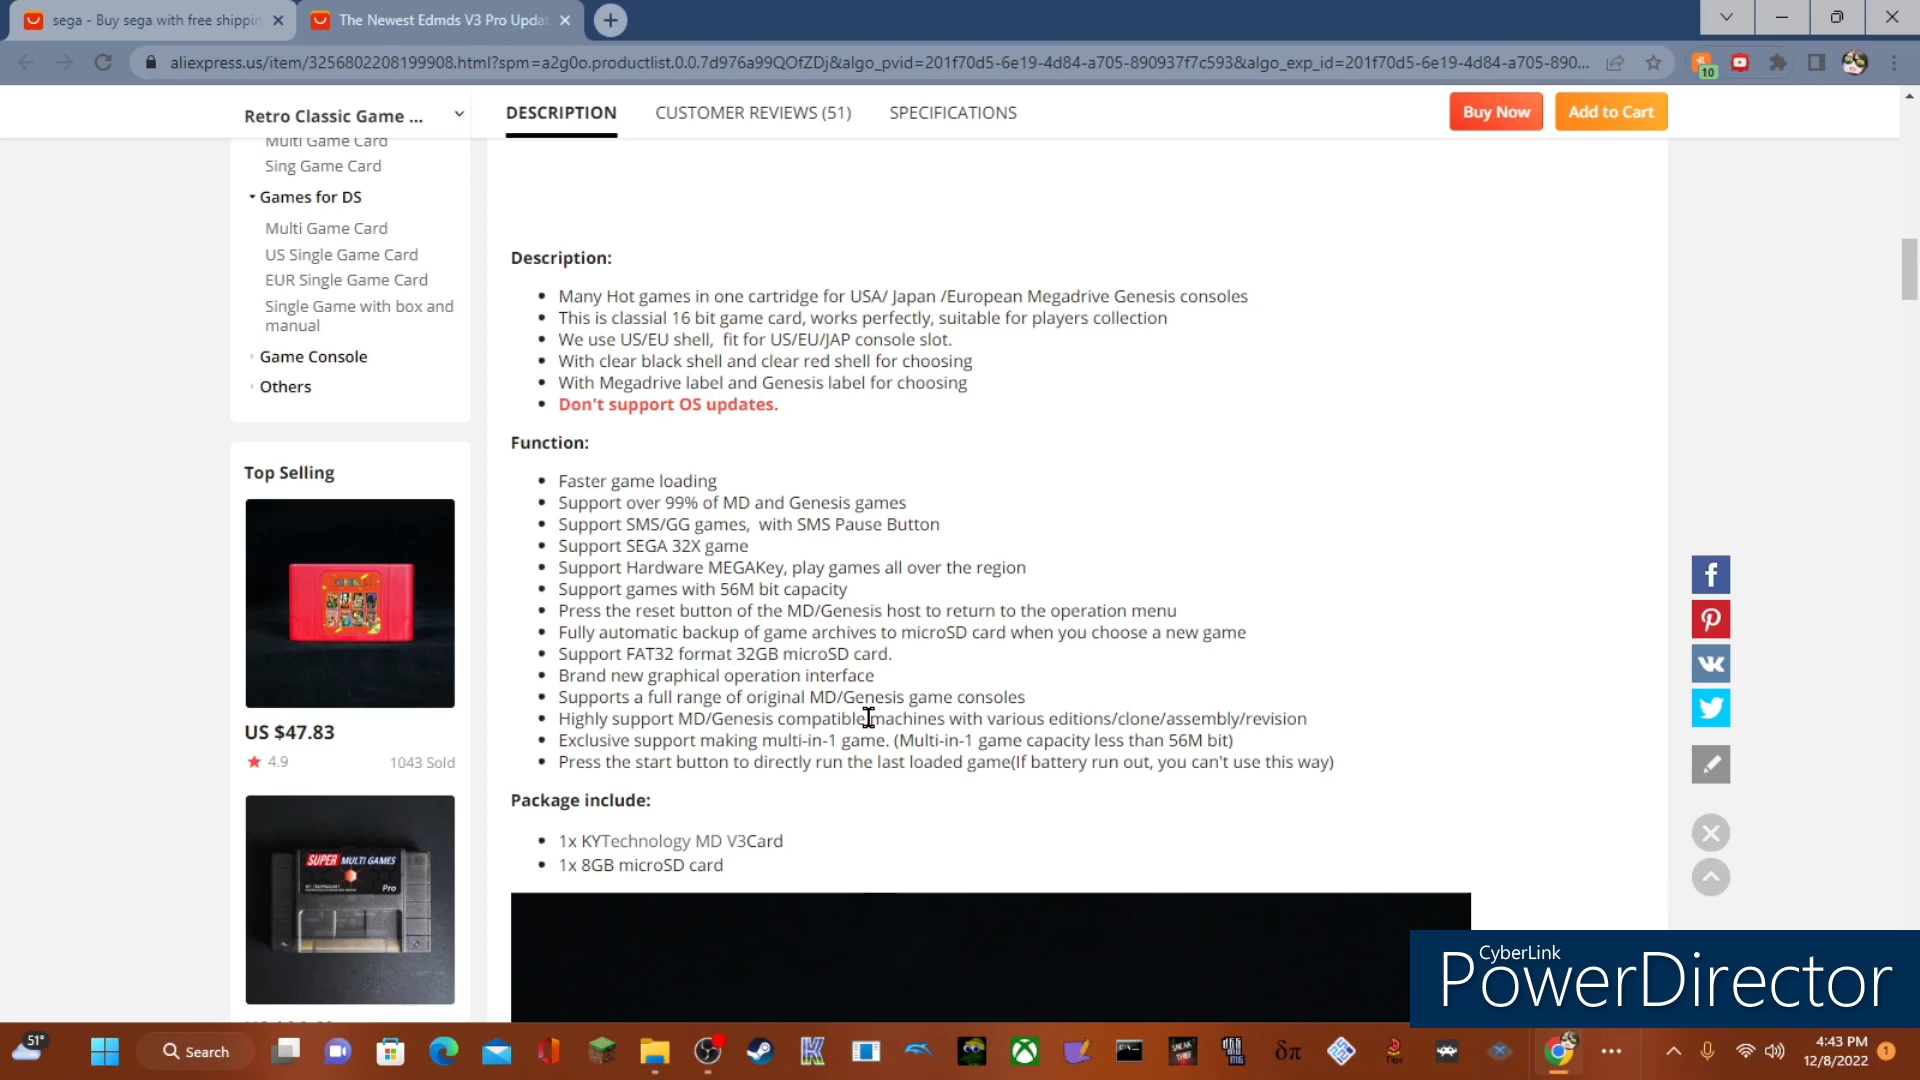 sega - Buy sega with free shippin
The Newest Edmds V3 Pro Upda
aliexpress.us/item/3256802208199908.html?spm=a2g0o.productlist.0.0.7d976a99QOfZDj&algo_pvid=201f70d5-6e19-4d84-a705-890937f7c593&algo_exp_id=201f70d5-6e19-4d84-a705-890...
10
Retro Classic Game ...
DESCRIPTION
CUSTOMER REVIEWS (51)
SPECIFICATIONS
Buy Now
Add to Cart
Multi Game Card
Sing Game Card
Games for DS
Multi Game Card
US Single Game Card
EUR Single Game Card
Single Game with box and
manual
Game Console
Others
Top Selling
US $47.83
4.9
1043 Sold
SUPER MULTI GAMES
Pro
Description:
Many Hot games in one cartridge for USA/ Japan /European Megadrive Genesis consoles
This is classial 16 bit game card, works perfectly, suitable for players collection
We use US/EU shell, fit for US/EU/JAP console slot.
With clear black shell and clear red shell for choosing
With Megadrive label and Genesis label for choosing
Don't support OS updates.
Function:
Faster game loading
Support over 99% of MD and Genesis games
Support SMS/GG games, with SMS Pause Button
Support SEGA 32X game
Support Hardware MEGAKey, play games all over the region
Support games with 56M bit capacity
Press the reset button of the MD/Genesis host to return to the operation menu
Fully automatic backup of game archives to microSD card when you choose a new game
Support FAT32 format 32GB microSD card.
Brand new graphical operation interface
Supports a full range of original MD/Genesis game consoles
Highly support MD/Genesis compatible machines with various editions/clone/assembly/revision
Exclusive support making multi-in-1 game. (Multi-in-1 game capacity less than 56M bit)
Press the start button to directly run the last loaded game(If battery run out, you can't use this way)
Package include:
1x KYTechnology MD V3Card
1x 8GB microSD card
CyberLink
PowerDirector
51°
Search
4:43 PM
12/8/2022
1